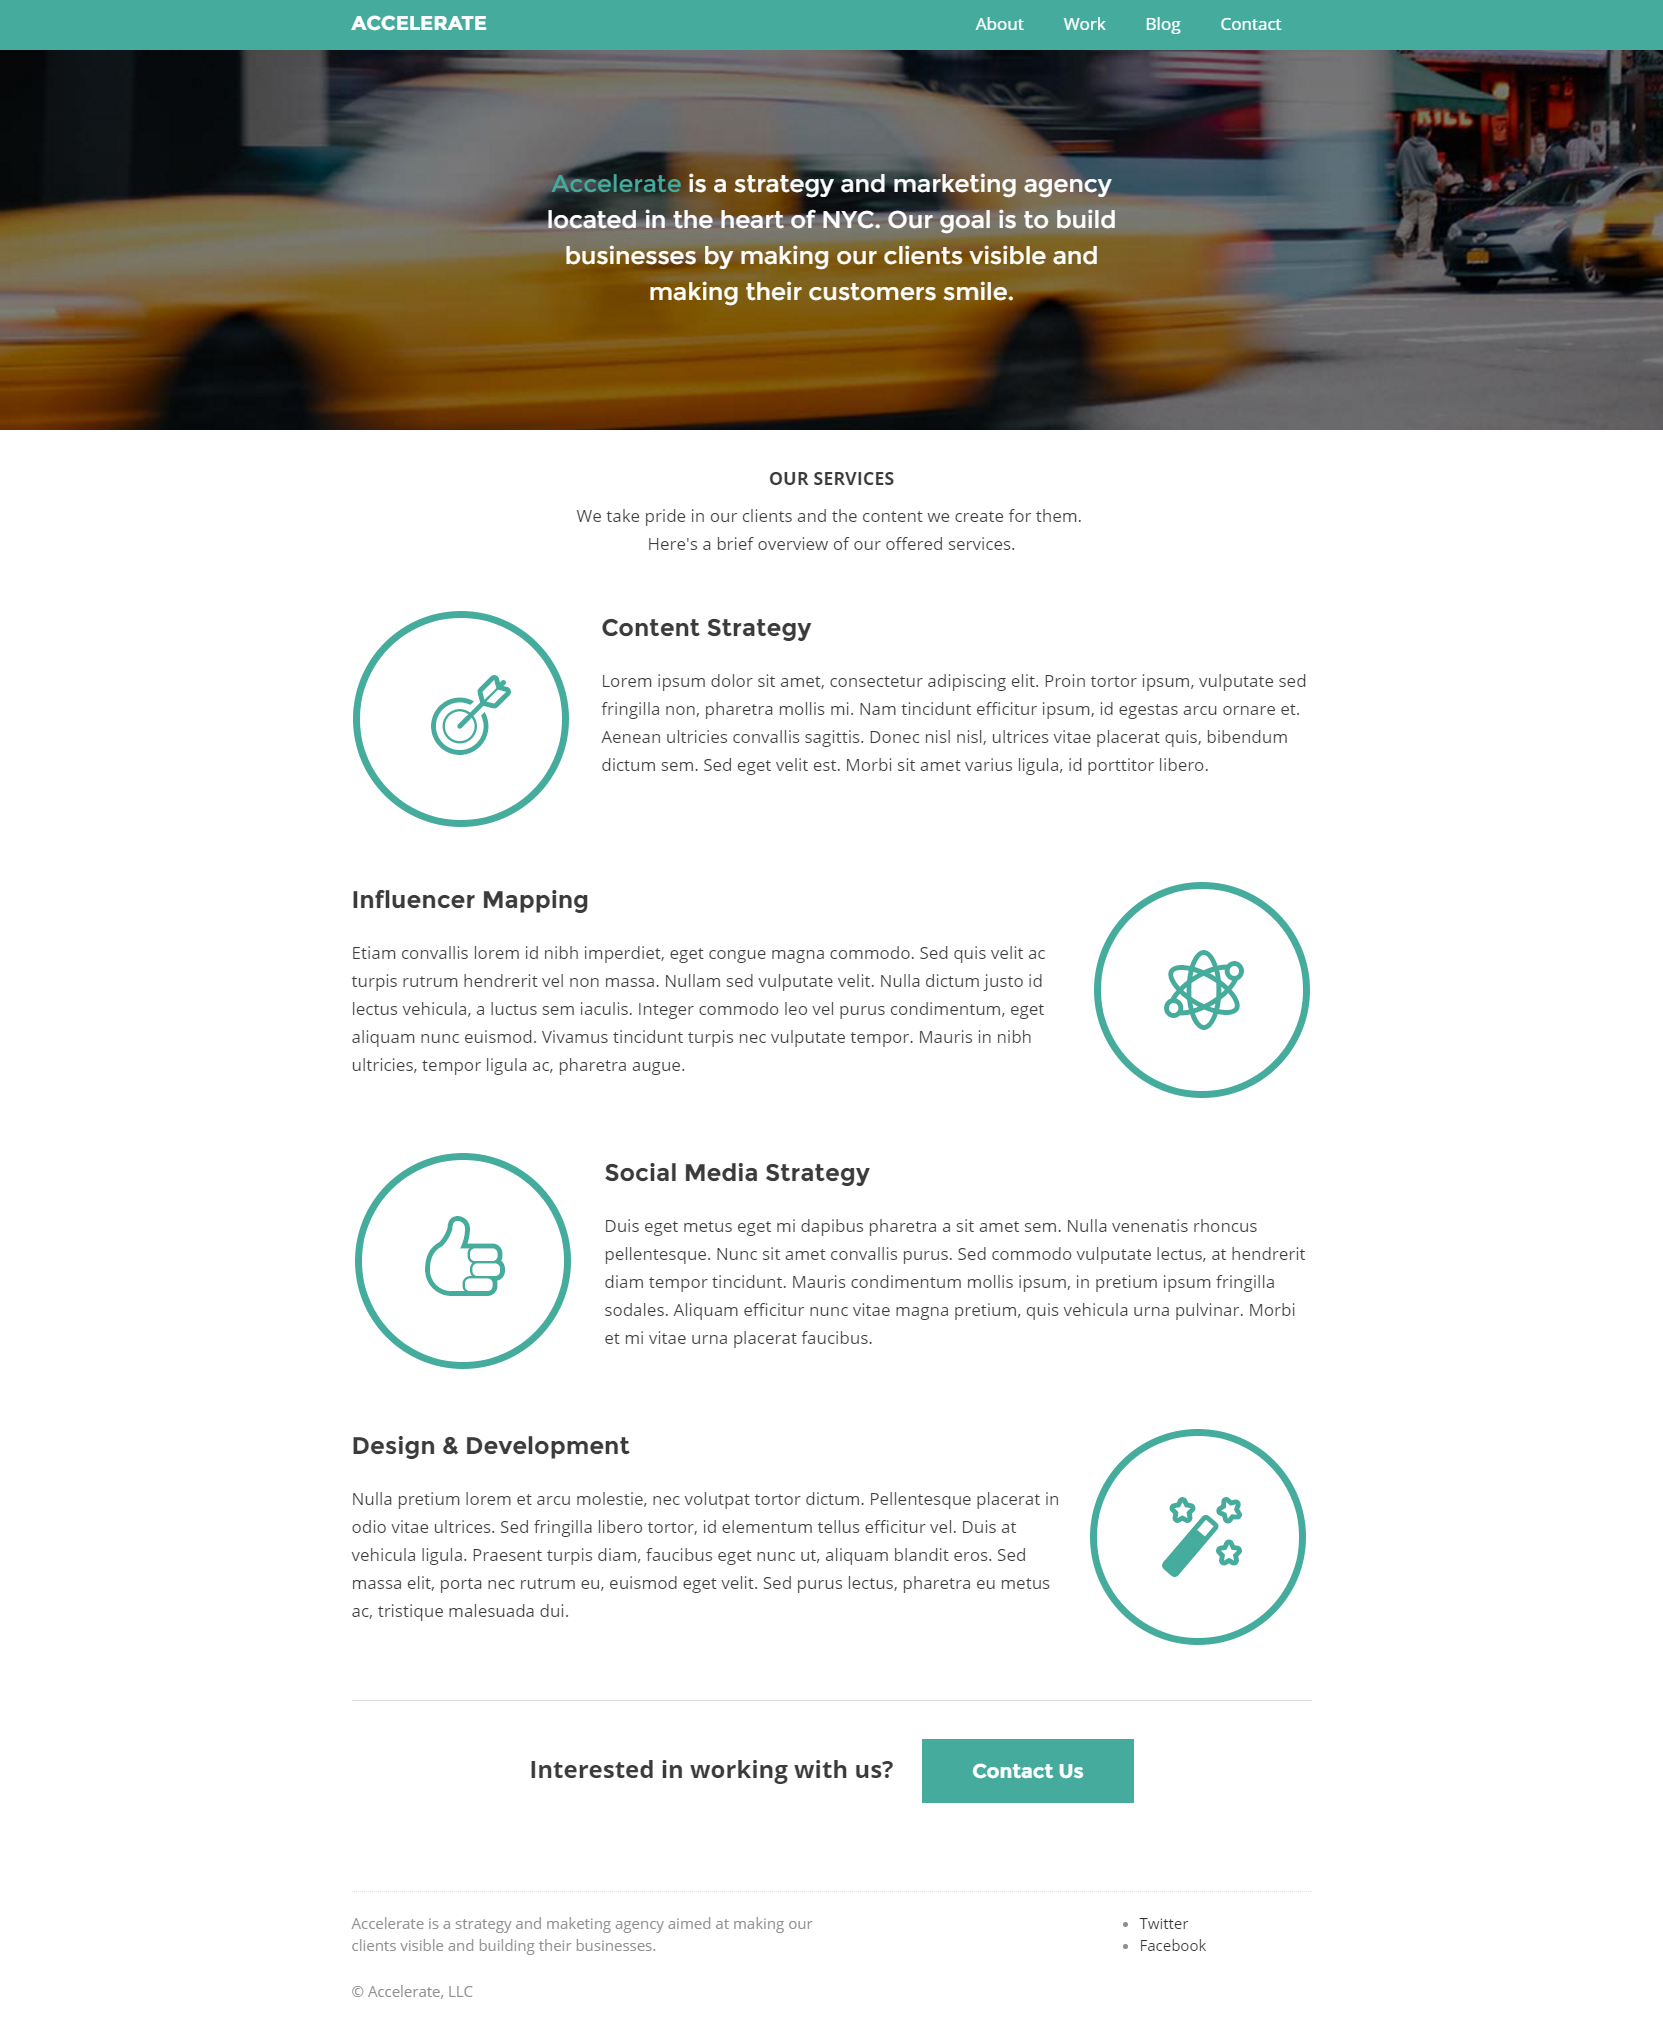 ACCELERATE
About Work Blog Contact
KILL
Accelerate is a strategy and marketing agency
located in the heart of NYC. Our goal is to build
businesses by making our clients visible and
making their customers smile.
OUR SERVICES
We take pride in our clients and the content we create for them.
Here's a brief overview of our offered services.
Content Strategy
Lorem ipsum dolor sit amet, consectetur adipiscing elit. Proin tortor ipsum, vulputate sed
fringilla non, pharetra mollis mi. Nam tincidunt efficitur ipsum, id egestas arcu ornare et.
Aenean ultricies convallis sagittis. Donec nisl nisl, ultrices vitae placerat quis, bibendum
dictum sem. Sed eget velit est. Morbi sit amet varius ligula, id porttitor libero.
Influencer Mapping
Etiam convallis lorem id nibh imperdiet, eget congue magna commodo. Sed quis velit ac
turpis rutrum hendrerit vel non massa. Nullam sed vulputate velit. Nulla dictum justo id
lectus vehicula, a luctus sem iaculis. Integer commodo leo vel purus condimentum, eget
aliquam nunc euismod. Vivamus tincidunt turpis nec vulputate tempor. Mauris in nibh
ultricies, tempor ligula ac, pharetra augue.
Social Media Strategy
Duis eget metus eget mi dapibus pharetra a sit amet sem. Nulla venenatis rhoncus
pellentesque. Nunc sit amet convallis purus. Sed commodo vulputate lectus, at hendrerit
diam tempor tincidunt. Mauris condimentum mollis ipsum, in pretium ipsum fringilla
sodales. Aliquam efficitur nunc vitae magna pretium, quis vehicula urna pulvinar. Morbi
et mi vitae urna placerat faucibus.
Design & Development
Nulla pretium lorem et arcu molestie, nec volutpat tortor dictum. Pellentesque placerat in
odio vitae ultrices. Sed fringilla libero tortor, id elementum tellus efficitur vel. Duis at
vehicula ligula. Praesent turpis diam, faucibus eget nunc ut, aliquam blandit eros. Sed
massa elit, porta nec rutrum eu, euismod eget velit. Sed purus lectus, pharetra eu metus
ac, tristique malesuada dui.
Interested in working with us?
Contact Us
Accelerate is a strategy and maketing agency aimed at making our
clients visible and building their businesses.
• Twitter
• Facebook
© Accelerate, LLC